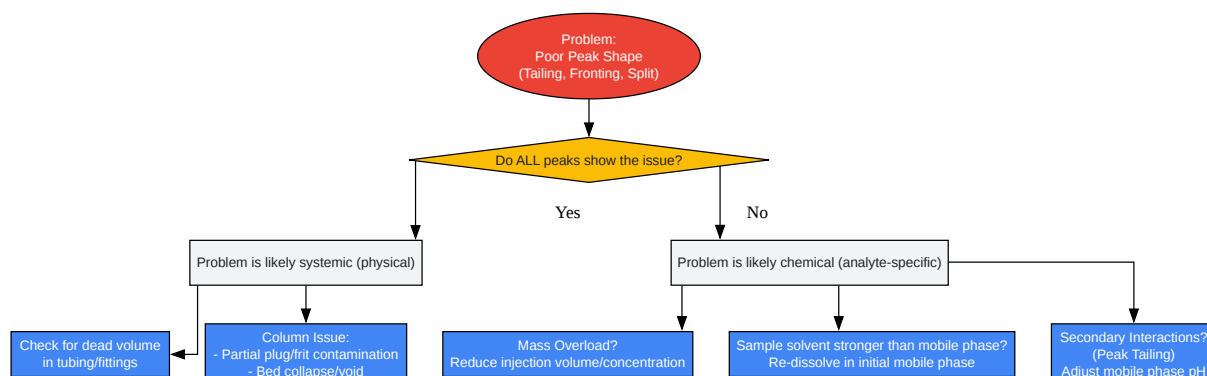 Problem:
Poor Peak Shape
(Tailing, Fronting, Split)
Do ALL peaks show the issue?
Yes
No
Problem is likely systemic (physical)
Problem is likely chemical (analyte-specific)
Check for dead volume
in tubing/fittings
Column Issue:
- Partial plug/frit contamination
- Bed collapse/void
Mass Overload?
Reduce injection volume/concentration
Sample solvent stronger than mobile phase?
Re-dissolve in initial mobile phase
Secondary Interactions?
(Peak Tailing)
Adjust mobile phase pH